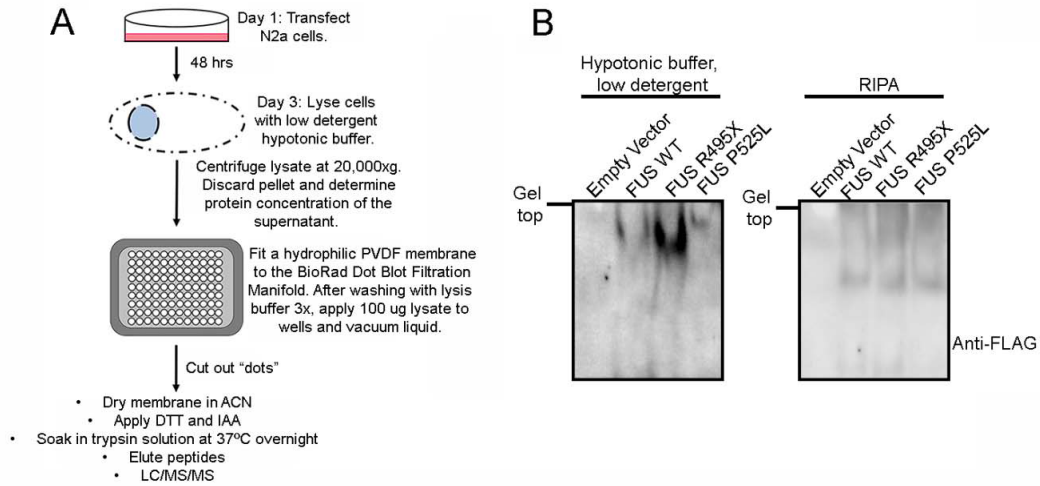 A
Day 1: Transfect
N2a cells.
48 hrs
Day 3: Lyse cells
with low detergent
hypotonic buffer.
Centrifuge lysate at 20,000xg.
Discard pellet and determine
protein concentration of the
supernatant.
Fit a hydrophilic PVDF membrane
to the BioRad Dot Blot Filtration
Manifold. After washing with lysis
buffer 3x, apply 100 ug lysate to
wells and vacuum liquid.
Cut out “dots”
• Dry membrane in ACN
• Apply DTT and IAA
• Soak in trypsin solution at 37ºC overnight
• Elute peptides
• LC/MS/MS
B
Hypotonic buffer,
low detergent
Empty Vector
FUS WT
FUS R495X
FUS P525L
Gel
top
RIPA
Empty Vector
FUS WT
FUS R495X
FUS P525L
Gel
top
Anti-FLAG